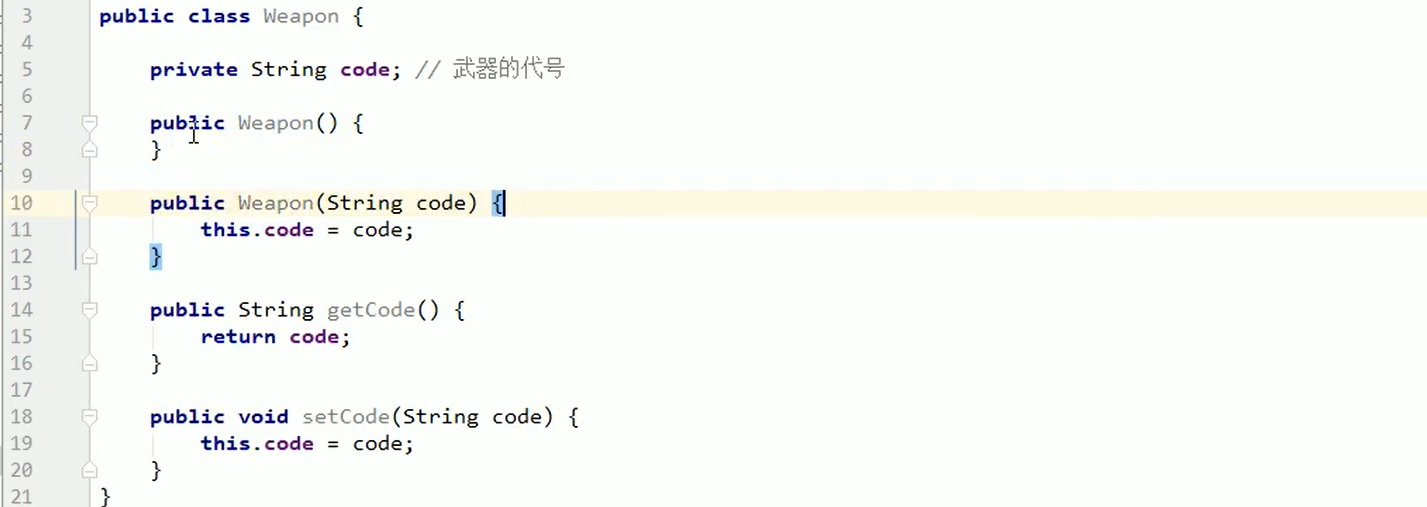 3 public class Weapon {
4
5 private String code; // 武器的代号
6
7 public Weapon() {
8 }
9
10 public Weapon(String code) {
11 this.code = code;
12 }
13
14 public String getCode() {
15 return code;
16 }
17
18 public void setCode(String code) {
19 this.code = code;
20 }
21 }